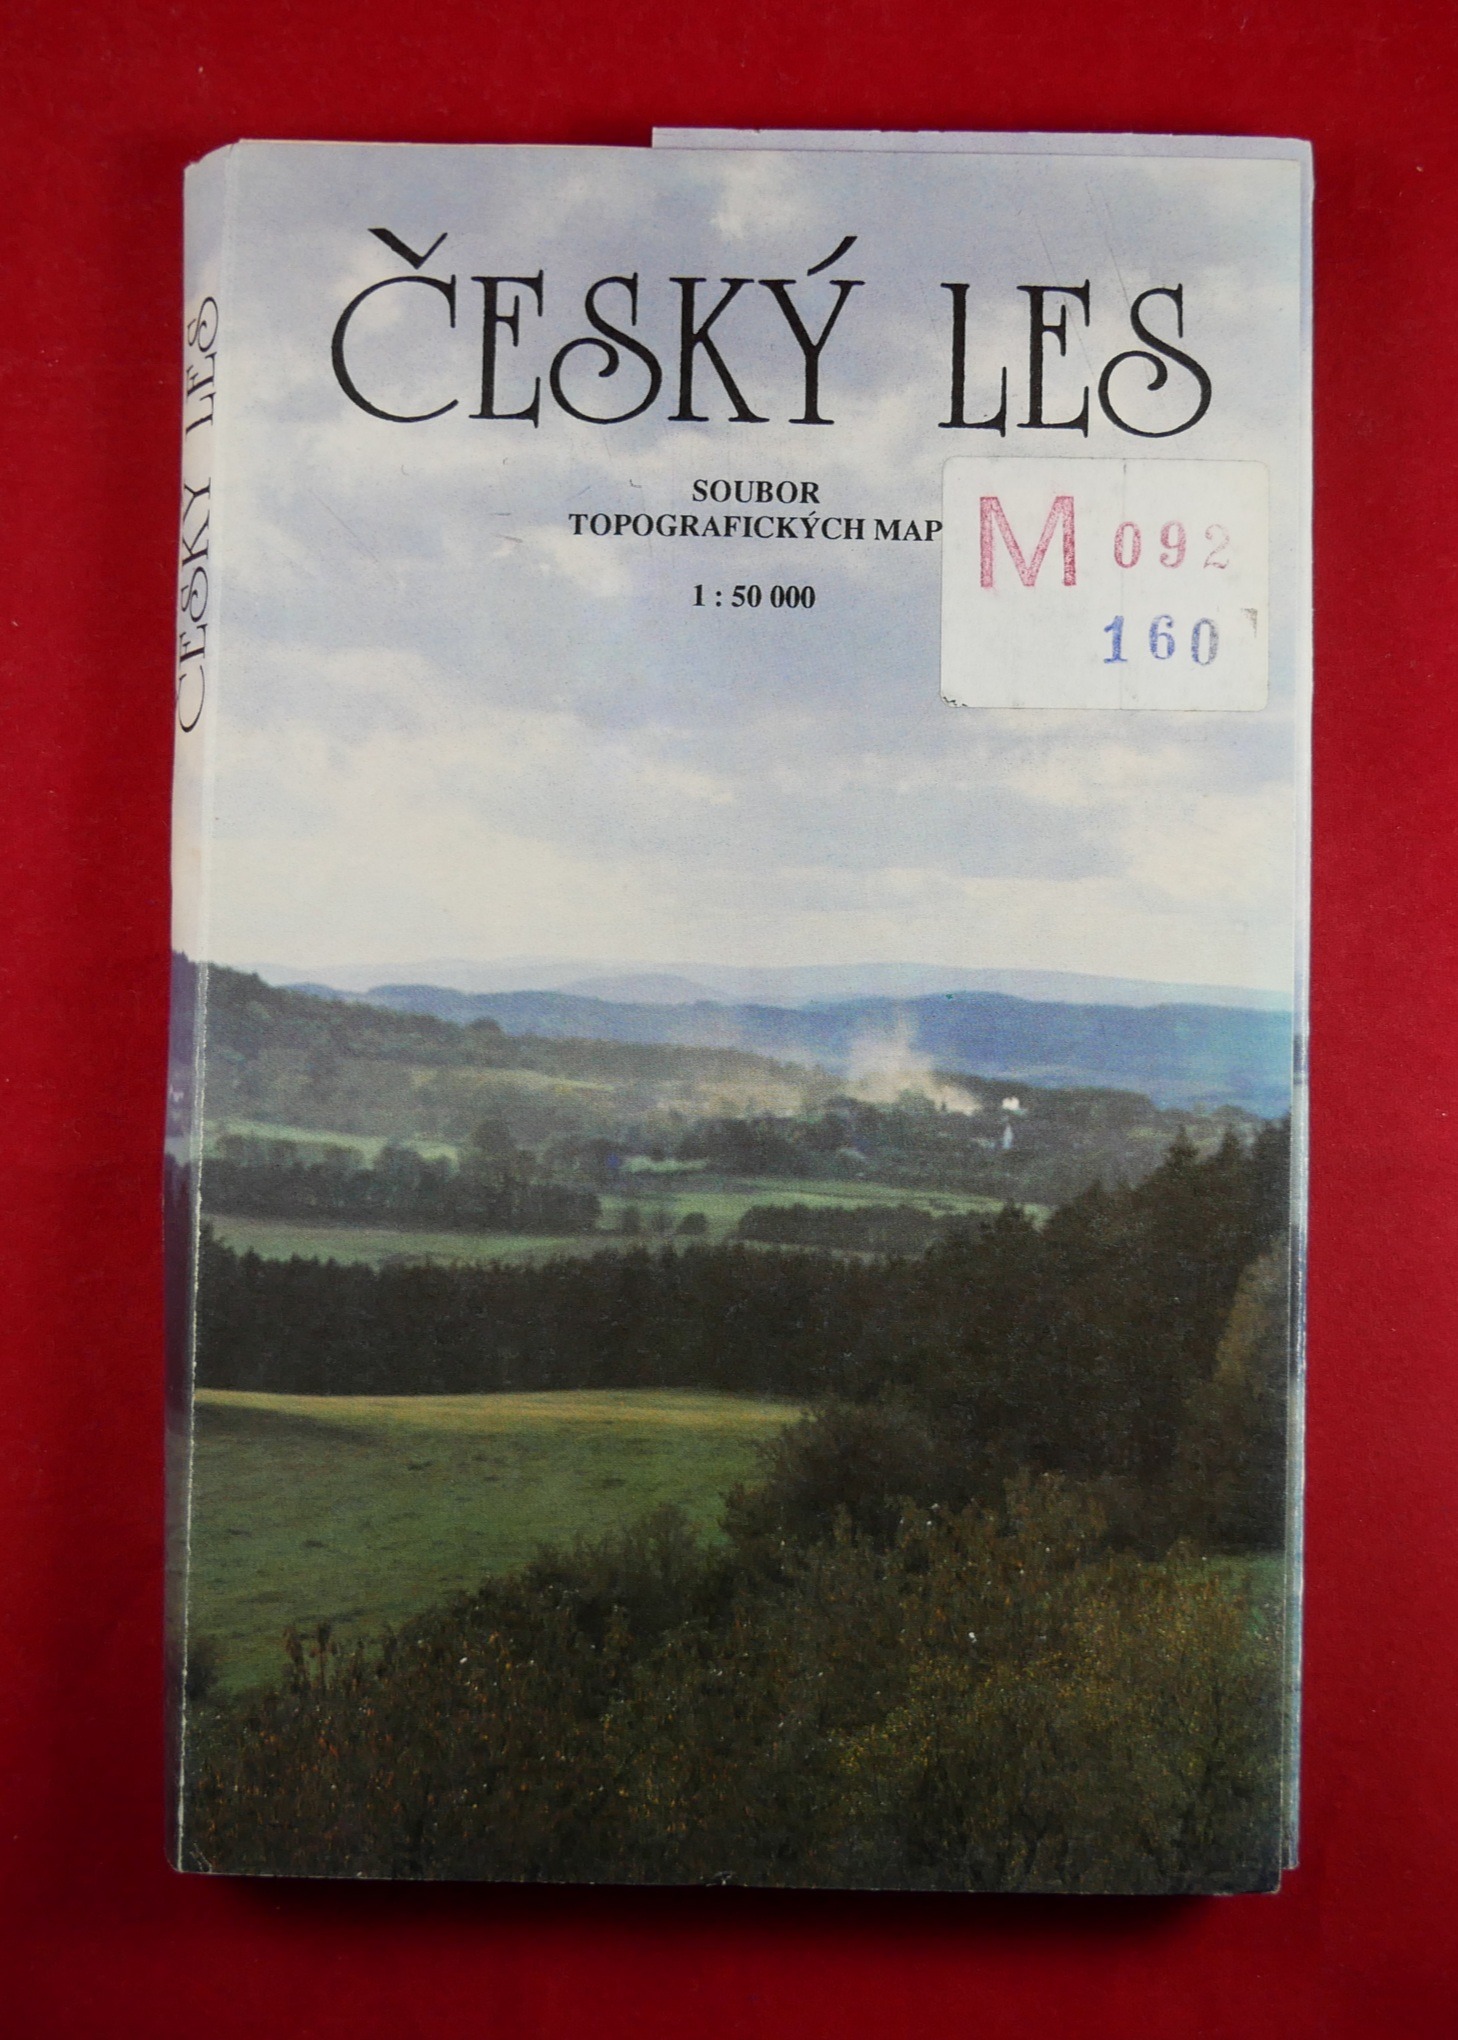 ČESKÝ LES
ČESKÝ LES
SOUBOR
TOPOGRAFICKÝCH MAP
1 : 50 000
M 092
160